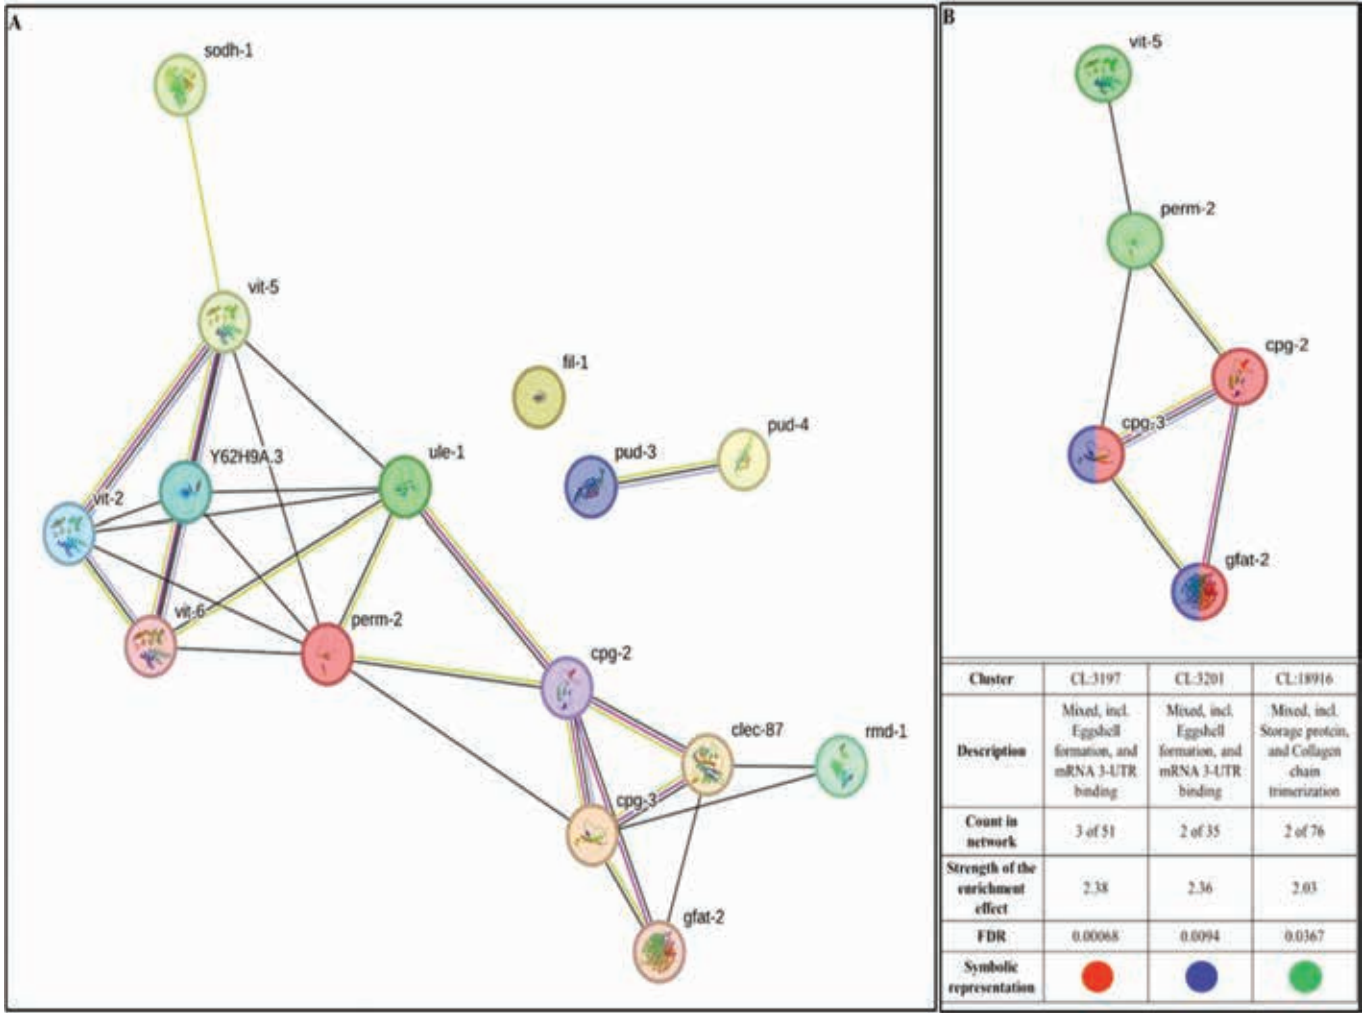 A
sodh-1
vit-5
fil-1
pud-4
pud-3
Y62H9A.3
ule-1
vit-2
vit-6
perm-2
cpg-2
clec-87
rmd-1
cpg-3
gfat-2
B
vit-5
perm-2
cpg-2
cpg-3
gfat-2
Cluster CL:3197 CL:3201 CL:18916
Description
Mixed, incl.
Eggshell
formation, and
mRNA 3-UTR
binding
Mixed, incl.
Eggshell
formation, and
mRNA 3-UTR
binding
Mixed, incl.
Storage protein,
and Collagen
chain
trimerization
Count in
network
3 of 51 2 of 35 2 of 76
Strength of the
enrichment
effect
2.38 2.36 2.03
FDR 0.00068 0.0094 0.0367
Symbolic
representation